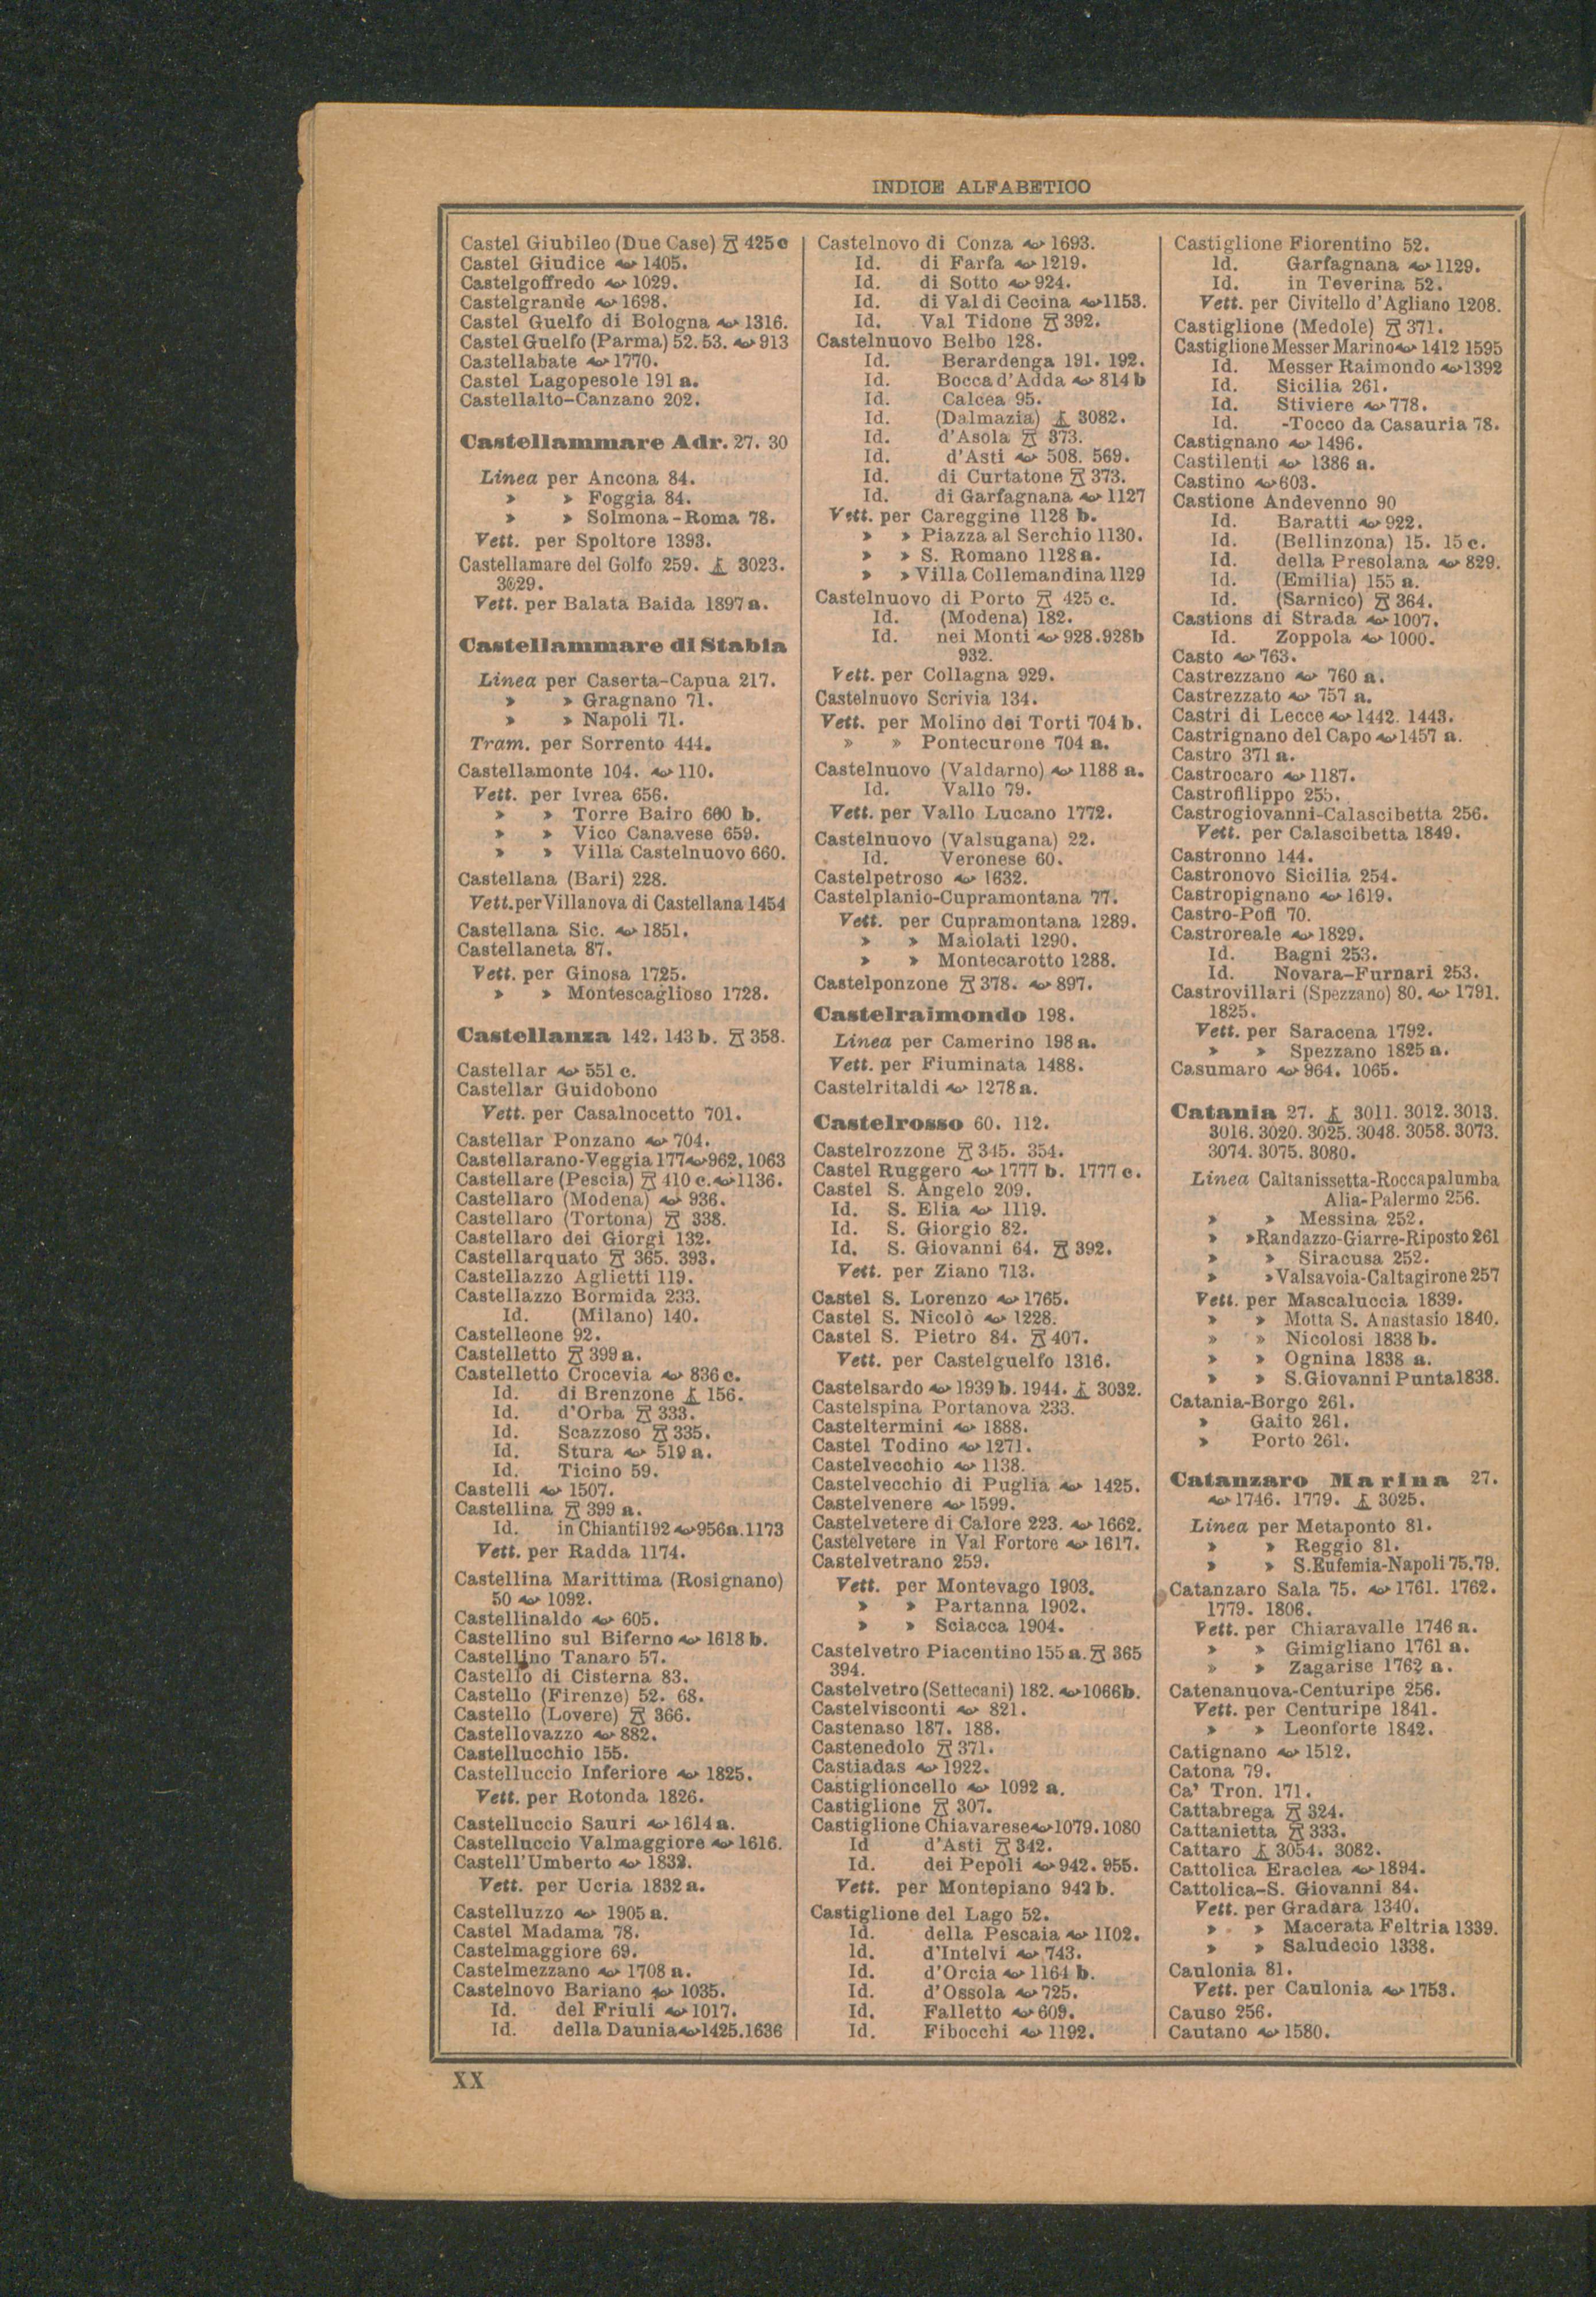 INDICE ALFABETICO
Castel Giubileo (Due Case) 425 c
Castel Giudice 1405.
Castelgoffredo 1029.
Castelgrande 1698.
Castel Guelfo di Bologna 1316.
Castel Guelfo (Parma) 52. 53. 913
Castellabate 1770.
Castel Lagopesole 191 a.
Castellalto-Canzano 202.
Castellammare Adr. 27. 30
Linea per Ancona 84.
» » Foggia 84.
» » Solmona-Roma 78.
Vett. per Spoltore 1393.
Castellamare del Golfo 259. 3023.
3029.
Vett. per Balata Baida 1897 a.
Castellammare di Stabia
Linea per Caserta-Capua 217.
» » Gragnano 71.
» » Napoli 71.
Tram. per Sorrento 444.
Castellamonte 104. 110.
Vett. per Ivrea 656.
» » Torre Bairo 660 b.
» » Vico Canavese 659.
» » Villa Castelnuovo 660.
Castellana (Bari) 228.
Vett. per Villanova di Castellana 1454
Castellana Sic. 1851.
Castellaneta 87.
Vett. per Ginosa 1725.
» » Montescaglioso 1728.
Castellanza 142. 143 b. 358.
Castellar 551 c.
Castellar Guidobono
Vett. per Casalnocetto 701.
Castellar Ponzano 704.
Castellarano-Veggia 177 962. 1063
Castellare (Pescia) 410 c. 1136.
Castellaro (Modena) 936.
Castellaro (Tortona) 338.
Castellaro dei Giorgi 132.
Castellarquato 365. 393.
Castellazzo Aglietti 119.
Castellazzo Bormida 233.
Id. (Milano) 140.
Castelleone 92.
Castelletto 399 a.
Castelletto Crocevia 836 c.
Id. di Brenzone 156.
Id. d'Orba 333.
Id. Scazzoso 335.
Id. Stura 519 a.
Id. Ticino 59.
Castelli 1507.
Castellina 399 a.
Id. in Chianti 192 956a. 1173
Vett. per Radda 1174.
Castellina Marittima (Rosignano)
50 1092.
Castellinaldo 605.
Castellino sul Biferno 1618 b.
Castellino Tanaro 57.
Castello di Cisterna 83.
Castello (Firenze) 52. 68.
Castello (Lovere) 366.
Castellovazzo 882.
Castellucchio 155.
Castelluccio Inferiore 1825.
Vett. per Rotonda 1826.
Castelluccio Sauri 1614 a.
Castelluccio Valmaggiore 1616.
Castell'Umberto 1832.
Vett. per Ucria 1832 a.
Castelluzzo 1905 a.
Castel Madama 78.
Castelmaggiore 69.
Castelmezzano 1708 a.
Castelnovo Bariano 1035.
Id. del Friuli 1017.
Id. della Daunia 1425. 1636
Castelnovo di Conza 1693.
Id. di Farfa 1219.
Id. di Sotto 924.
Id. di Val di Cecina 1153.
Id. Val Tidone 392.
Castelnuovo Belbo 128.
Id. Berardenga 191. 192.
Id. Bocca d'Adda 814 b
Id. Calcea 95.
Id. (Dalmazia) 3082.
Id. d'Asola 373.
Id. d'Asti 508. 569.
Id. di Curtatone 373.
Id. di Garfagnana 1127
Vett. per Careggine 1128 b.
» » Piazza al Serchio 1130.
» » S. Romano 1128 a.
» » Villa Collemandina 1129
Castelnuovo di Porto 425 c.
Id. (Modena) 182.
Id. nei Monti 928. 928b
932.
Vett. per Collagna 929.
Castelnuovo Scrivia 134.
Vett. per Molino dei Torti 704 b.
» » Pontecurone 704 a.
Castelnuovo (Valdarno) 1188 a.
Id. Vallo 79.
Vett. per Vallo Lucano 1772.
Castelnuovo (Valsugana) 22.
Id. Veronese 60.
Castelpetroso 1632.
Castelplanio-Cupramontana 77.
Vett. per Cupramontana 1289.
» » Maiolati 1290.
» » Montecarotto 1288.
Castelponzone 378. 897.
Castelraimondo 198.
Linea per Camerino 198 a.
Vett. per Fiuminata 1488.
Castelritaldi 1278 a.
Castelrosso 60. 112.
Castelrozzone 345. 354.
Castel Ruggero 1777 b. 1777 c.
Castel S. Angelo 209.
Id. S. Elia 1119.
Id. S. Giorgio 82.
Id. S. Giovanni 64. 392.
Vett. per Ziano 713.
Castel S. Lorenzo 1765.
Castel S. Nicolò 1228.
Castel S. Pietro 84. 407.
Vett. per Castelguelfo 1316.
Castelsardo 1939 b. 1944. 3032.
Castelspina Portanova 233.
Casteltermini 1888.
Castel Todino 1271.
Castelvecchio 1138.
Castelvecchio di Puglia 1425.
Castelvenere 1599.
Castelvetere di Calore 223. 1662.
Castelvetere in Val Fortore 1617.
Castelvetrano 259.
Vett. per Montevago 1903.
» » Partanna 1902.
» » Sciacca 1904.
Castelvetro Piacentino 155 a. 365
394.
Castelvetro (Settecani) 182. 1066b.
Castelvisconti 821.
Castenaso 187. 188.
Castenedolo 371.
Castiadas 1922.
Castiglioncello 1092 a.
Castiglione 307.
Castiglione Chiavarese 1079. 1080
Id d'Asti 342.
Id. dei Pepoli 942. 955.
Vett. per Montepiano 942 b.
Castiglione del Lago 52.
Id. della Pescaia 1102.
Id. d'Intelvi 743.
Id. d'Orcia 1164 b.
Id. d'Ossola 725.
Id. Falletto 609.
Id. Fibocchi 1192.
Castiglione Fiorentino 52.
Id. Garfagnana 1129.
Id. in Teverina 52.
Vett. per Civitello d'Agliano 1208.
Castiglione (Medole) 371.
Castiglione Messer Marino 1412 1595
Id. Messer Raimondo 1392
Id. Sicilia 261.
Id. Stiviere 778.
Id. -Tocco da Casauria 78.
Castignano 1496.
Castilenti 1386 a.
Castino 603.
Castione Andevenno 90
Id. Baratti 922.
Id. (Bellinzona) 15. 15 c.
Id. della Presolana 829.
Id. (Emilia) 155 a.
Id. (Sarnico) 364.
Castions di Strada 1007.
Id. Zoppola 1000.
Casto 763.
Castrezzano 760 a.
Castrezzato 757 a.
Castri di Lecce 1442. 1443.
Castrignano del Capo 1457 a.
Castro 371 a.
Castrocaro 1187.
Castrofilippo 255.
Castrogiovanni-Calascibetta 256.
Vett. per Calascibetta 1849.
Castronno 144.
Castronovo Sicilia 254.
Castropignano 1619.
Castro-Pofi 70.
Castroreale 1829.
Id. Bagni 253.
Id. Novara-Furnari 253.
Castrovillari (Spezzano) 80. 1791.
1825.
Vett. per Saracena 1792.
» » Spezzano 1825 a.
Casumaro 964. 1065.
Catania 27. 3011. 3012. 3013.
3016. 3020. 3025. 3048. 3058. 3073.
3074. 3075. 3080.
Linea Caltanissetta-Roccapalumba
Alia-Palermo 256.
» » Messina 252.
» » Randazzo-Giarre-Riposto 261
» » Siracusa 252.
» » Valsavoia-Caltagirone 257
Vett. per Mascaluccia 1839.
» » Motta S. Anastasio 1840.
» » Nicolosi 1838 b.
» » Ognina 1838 a.
» » S. Giovanni Punta 1838.
Catania-Borgo 261.
» Gaito 261.
» Porto 261.
Catanzaro Marina 27.
1746. 1779. 3025.
Linea per Metaponto 81.
» » Reggio 81.
» » S. Eufemia-Napoli 75.79.
Catanzaro Sala 75. 1761. 1762.
1779. 1806.
Vett. per Chiaravalle 1746 a.
» » Gimigliano 1761 a.
» » Zagarise 1762 a.
Catenanuova-Centuripe 256.
Vett. per Centuripe 1841.
» » Leonforte 1842.
Catignano 1512.
Catona 79.
Ca' Tron. 171.
Cattabrega 324.
Cattanietta 333.
Cattaro 3054. 3082.
Cattolica Eraclea 1894.
Cattolica-S. Giovanni 84.
Vett. per Gradara 1340.
» » Macerata Feltria 1339.
» » Saludecio 1338.
Caulonia 81.
Vett. per Caulonia 1753.
Causo 256.
Cautano 1580.
XX